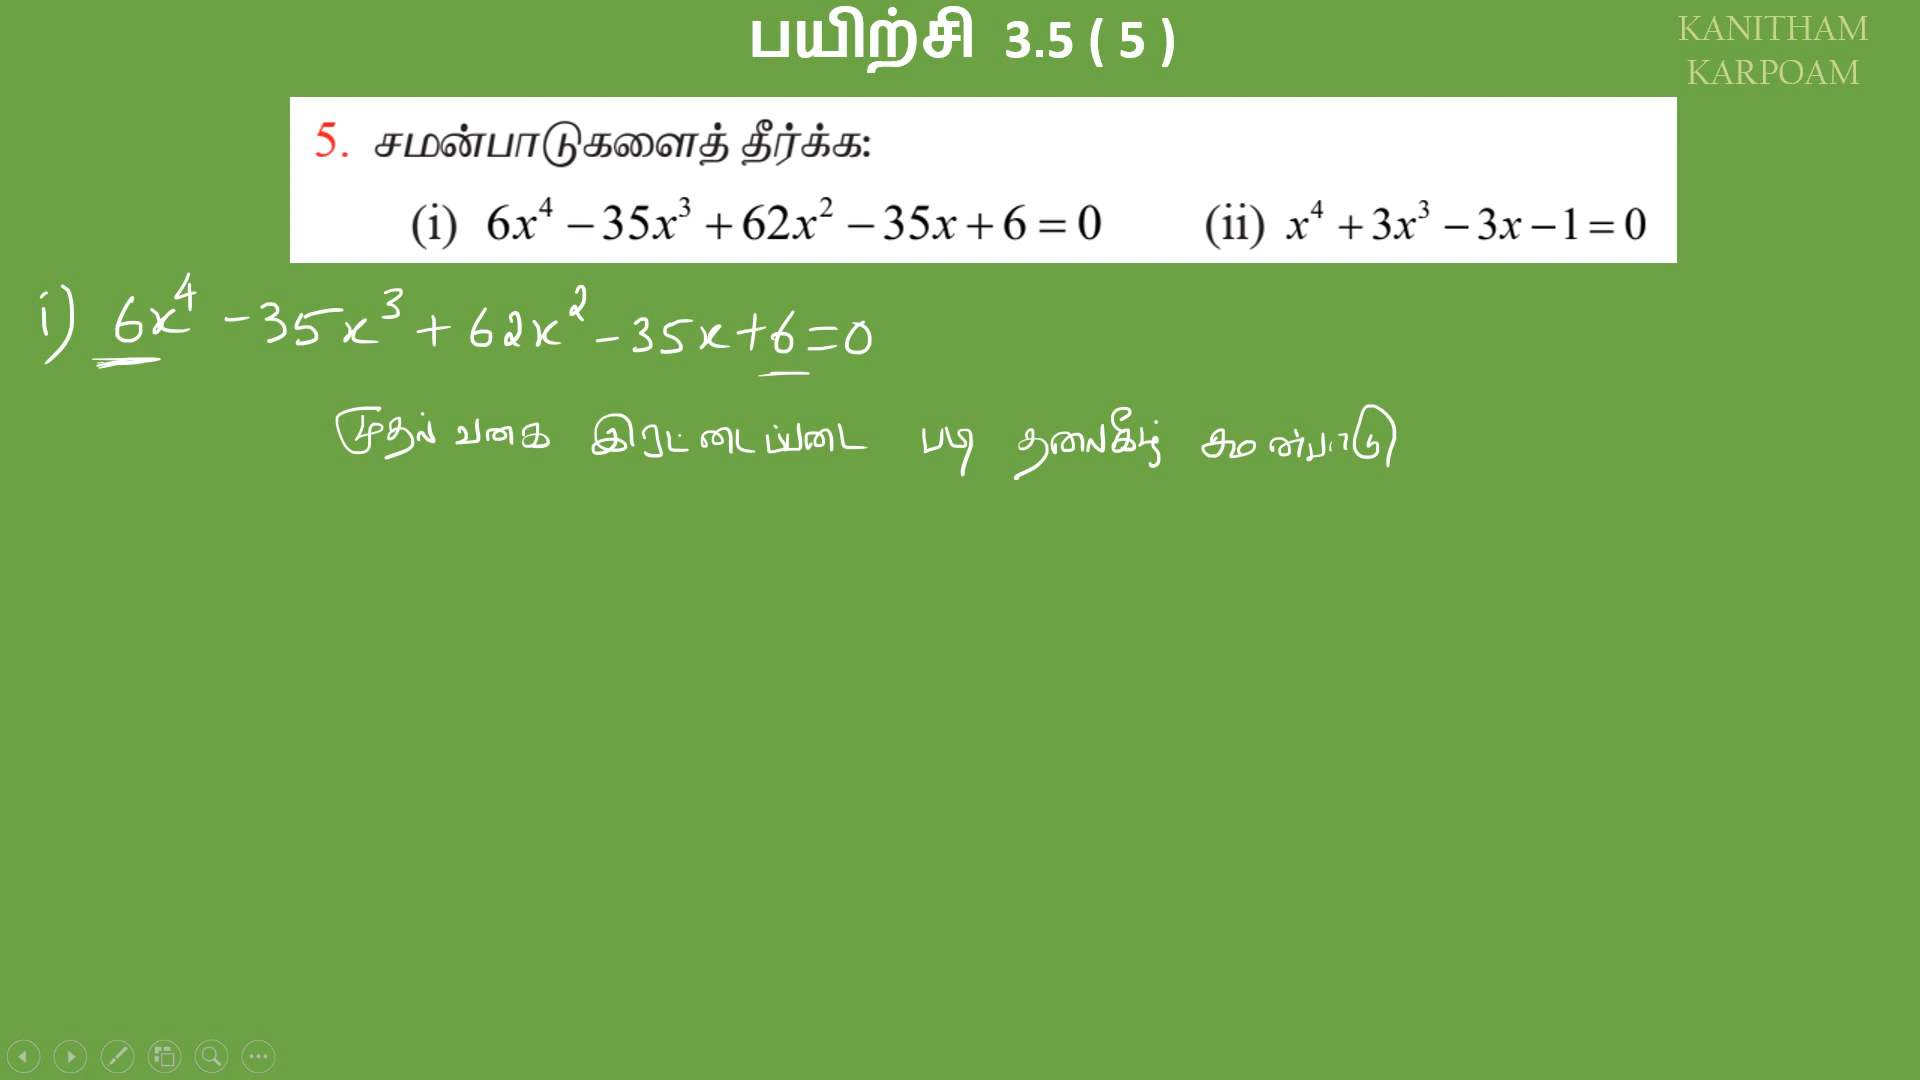 பயிற்சி 3.5 ( 5 )
KANITHAM
KARPOAM
5. சமன்பாடுகளைத் தீர்க்க:
(i) 6x⁴ − 35x³ + 62x² − 35x + 6 = 0 (ii) x⁴ + 3x³ − 3x − 1 = 0
i) 6x⁴ − 35x³ + 62x² − 35x + 6 = 0
முதல் வகை இரட்டைப்படை படி தலைகீழ் சமன்பாடு